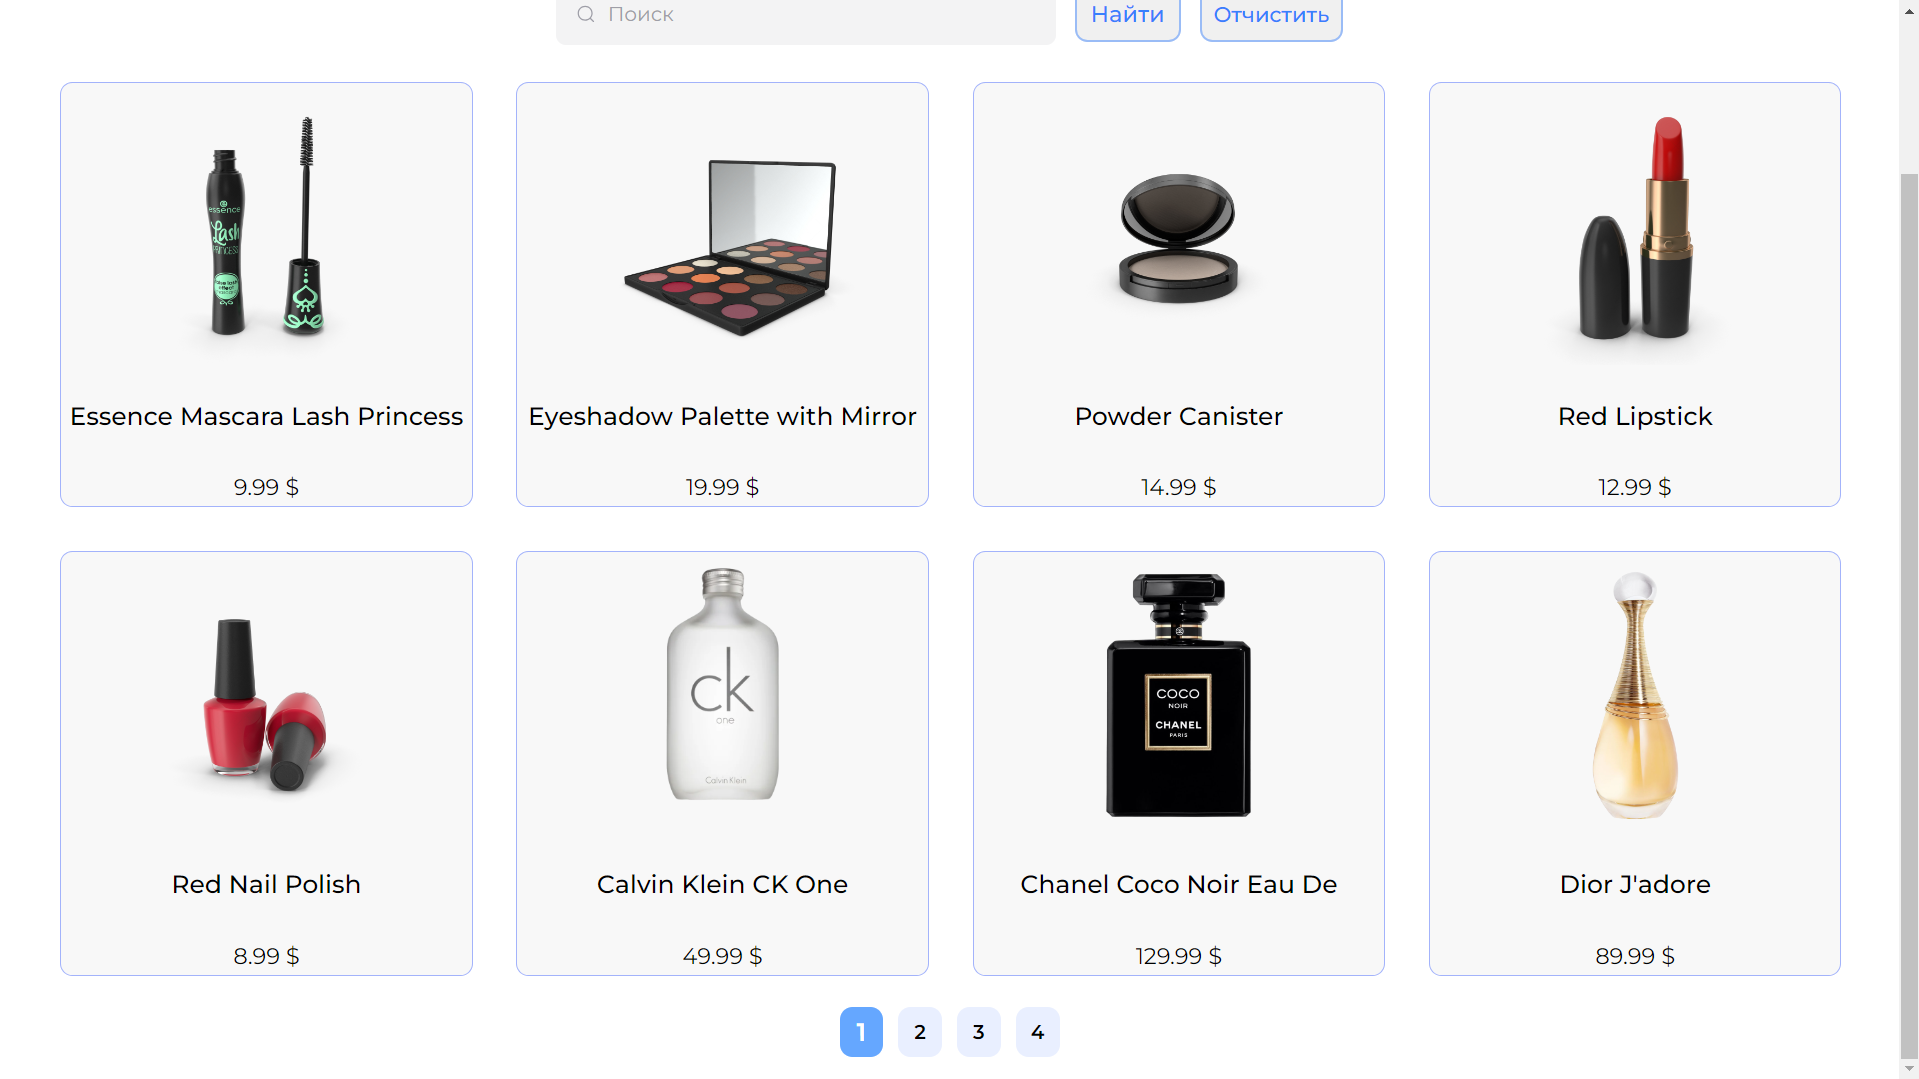 Поиск
Найти
Отчистить
essence
Lash
PRINCESS
false lash
effect
Essence Mascara Lash Princess
Eyeshadow Palette with Mirror
Powder Canister
Red Lipstick
9.99 $
19.99 $
14.99 $
12.99 $
ck
one
Calvin Klein
COCO
NOIR
CHANEL
PARIS
Red Nail Polish
Calvin Klein CK One
Chanel Coco Noir Eau De
Dior J'adore
8.99 $
49.99 $
129.99 $
89.99 $
1 2 3 4